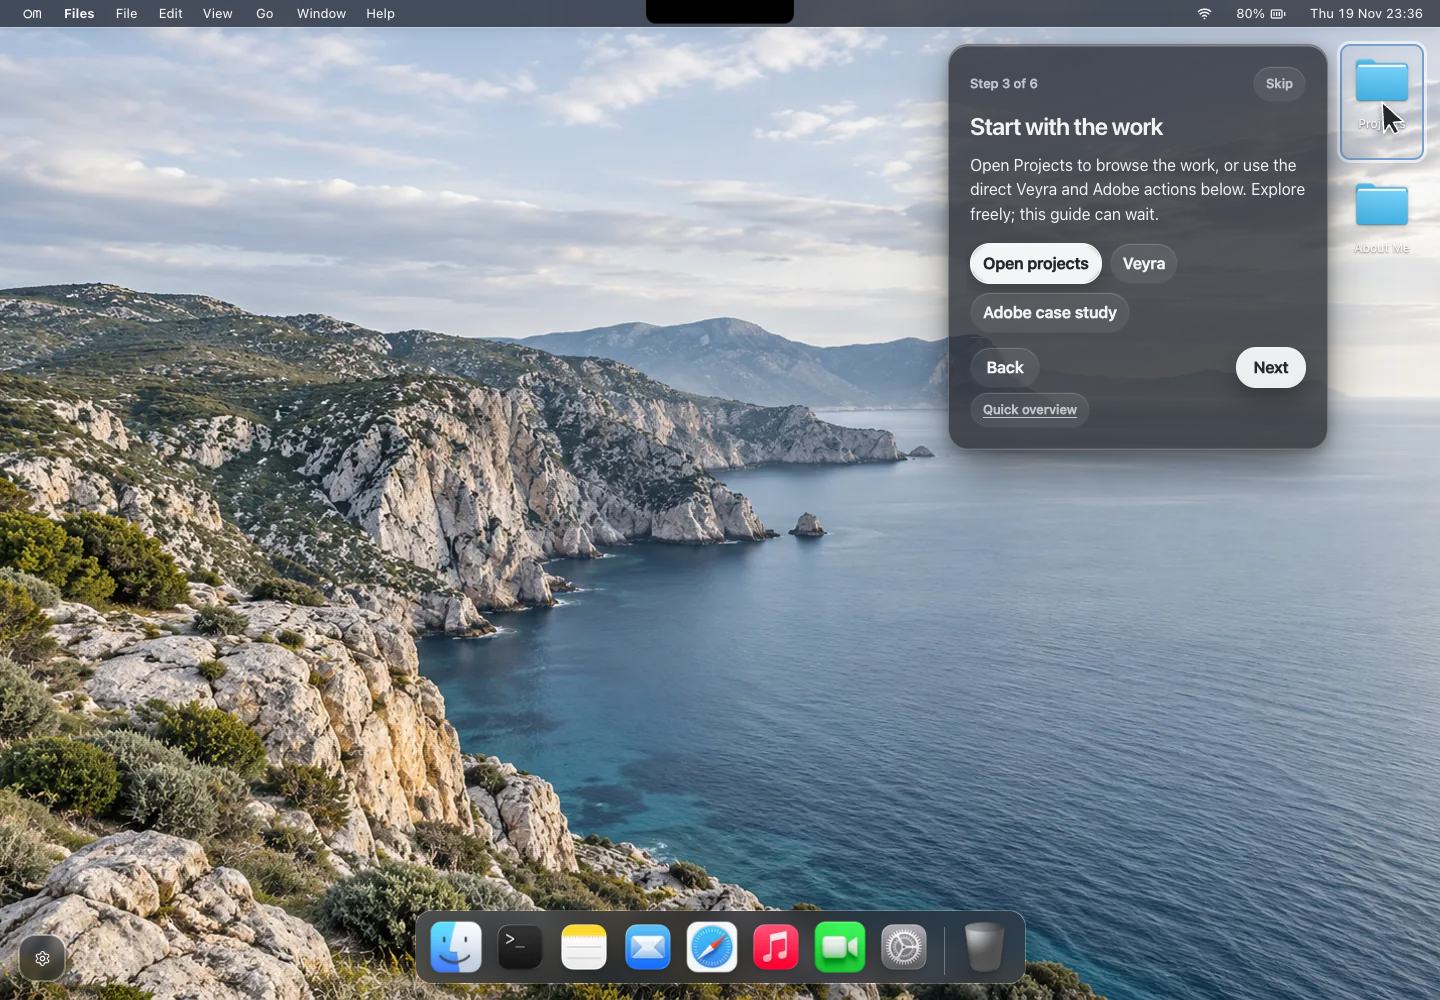 Om Files File Edit View Go Window Help
80% Thu 19 Nov 23:36
Step 3 of 6
Skip
Start with the work
Open Projects to browse the work, or use the
direct Veyra and Adobe actions below. Explore
freely; this guide can wait.
Open projects
Veyra
Adobe case study
Back
Next
Quick overview
About Me
>_